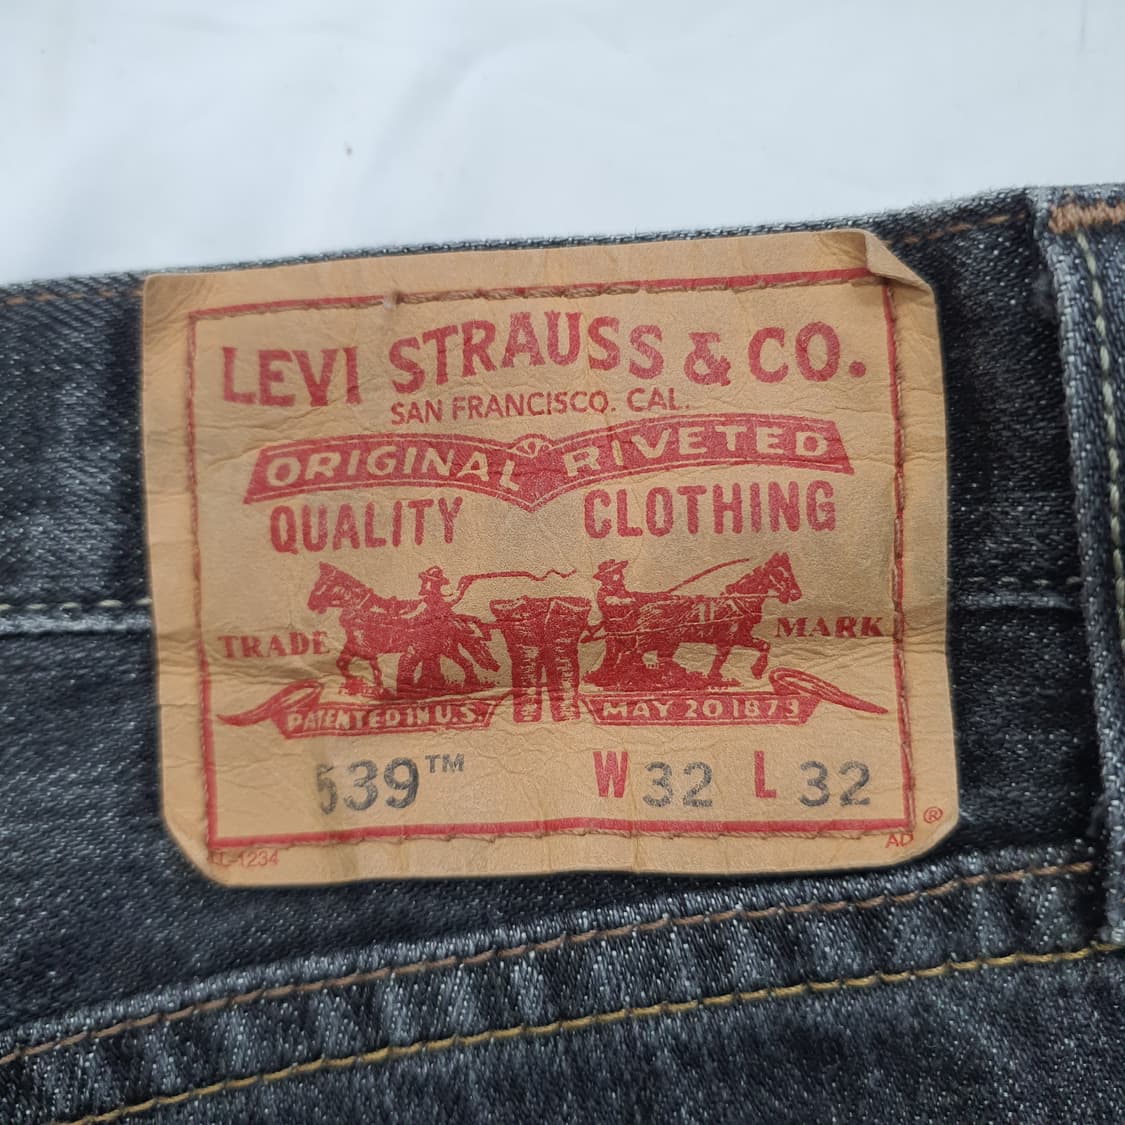 LEVI STRAUSS & CO.
SAN FRANCISCO. CAL.
ORIGINAL RIVETED
QUALITY CLOTHING
TRADE MARK
PATENTED IN U.S. MAY 20 1873
539™ W 32 L 32
®
AD